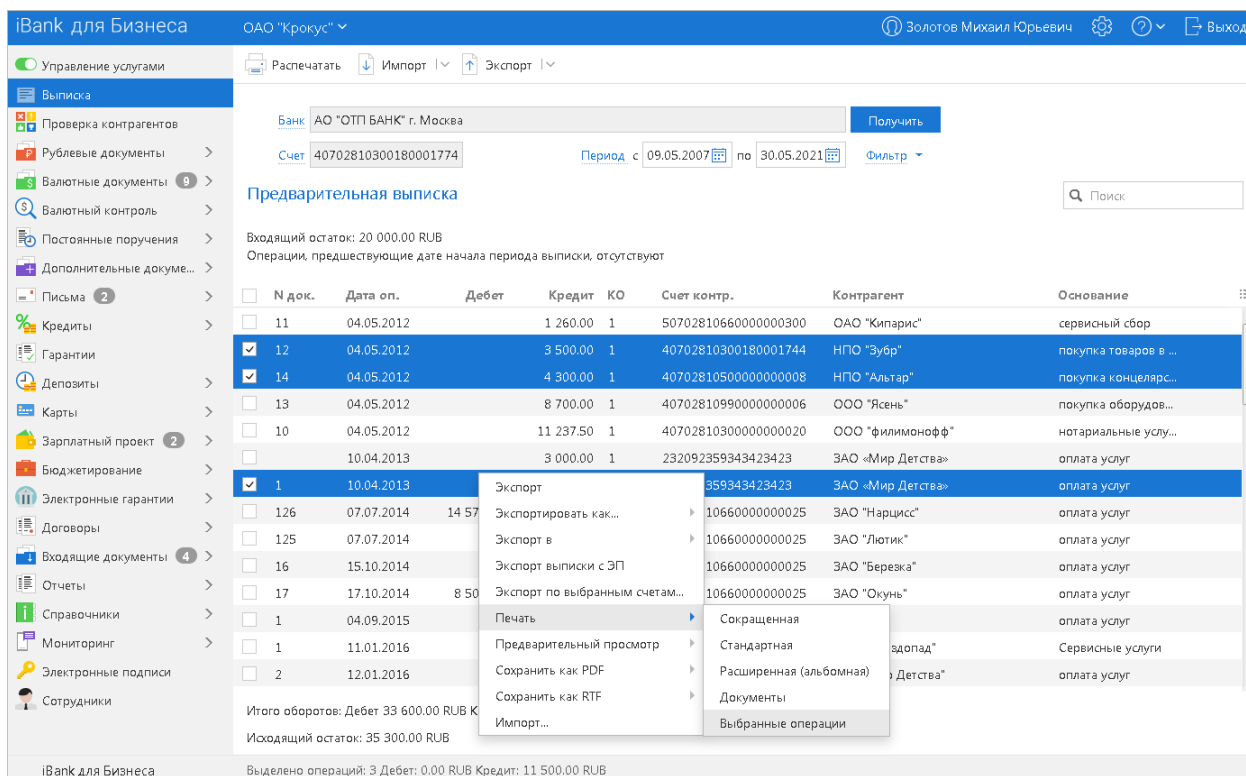 iBank для Бизнеса ОАО "Крокус" Золотов Михаил Юрьевич Выход
Управление услугами
Выписка
Проверка контрагентов
Рублевые документы
Валютные документы 9
Валютный контроль
Постоянные поручения
Дополнительные докуме...
Письма 2
Кредиты
Гарантии
Депозиты
Карты
Зарплатный проект 2
Бюджетирование
Электронные гарантии
Договоры
Входящие документы 4
Отчеты
Справочники
Мониторинг
Электронные подписи
Сотрудники
iBank для Бизнеса
Распечатать Импорт Экспорт
Банк АО "ОТП БАНК" г. Москва Получить
Счет 40702810300180001774 Период с 09.05.2007 по 30.05.2021 Фильтр
Предварительная выписка Поиск
Входящий остаток: 20 000.00 RUB
Операции, предшествующие дате начала периода выписки, отсутствуют
N док. Дата оп. Дебет Кредит КО Счет контр. Контрагент Основание
11 04.05.2012 1 260.00 1 50702810660000000300 ОАО "Кипарис" сервисный сбор
12 04.05.2012 3 500.00 1 40702810300180001744 НПО "Зубр" покупка товаров в ...
14 04.05.2012 4 300.00 1 40702810500000000008 НПО "Альтар" покупка концелярс...
13 04.05.2012 8 700.00 1 40702810990000000006 ООО "Ясень" покупка оборудов...
10 04.05.2012 11 237.50 1 40702810300000000020 ООО "филимонофф" нотариальные услу...
10.04.2013 3 000.00 1 232092359343423423 ЗАО «Мир Детства» оплата услуг
1 10.04.2013 359343423423 ЗАО «Мир Детства» оплата услуг
126 07.07.2014 14 57 10660000000025 ЗАО "Нарцисс" оплата услуг
125 07.07.2014 10660000000025 ЗАО "Лютик" оплата услуг
16 15.10.2014 10660000000025 ЗАО "Березка" оплата услуг
17 17.10.2014 8 50 10660000000025 ЗАО "Окунь" оплата услуг
1 04.09.2015 оплата услуг
1 11.01.2016 здопад" Сервисные услуги
2 12.01.2016 Детства" оплата услуг
Итого оборотов: Дебет 33 600.00 RUB К
Исходящий остаток: 35 300.00 RUB
Выделено операций: 3 Дебет: 0.00 RUB Кредит: 11 500.00 RUB
Экспорт
Экспортировать как...
Экспорт в
Экспорт выписки с ЭП
Экспорт по выбранным счетам...
Печать
Предварительный просмотр
Сохранить как PDF
Сохранить как RTF
Импорт...
Сокращенная
Стандартная
Расширенная (альбомная)
Документы
Выбранные операции